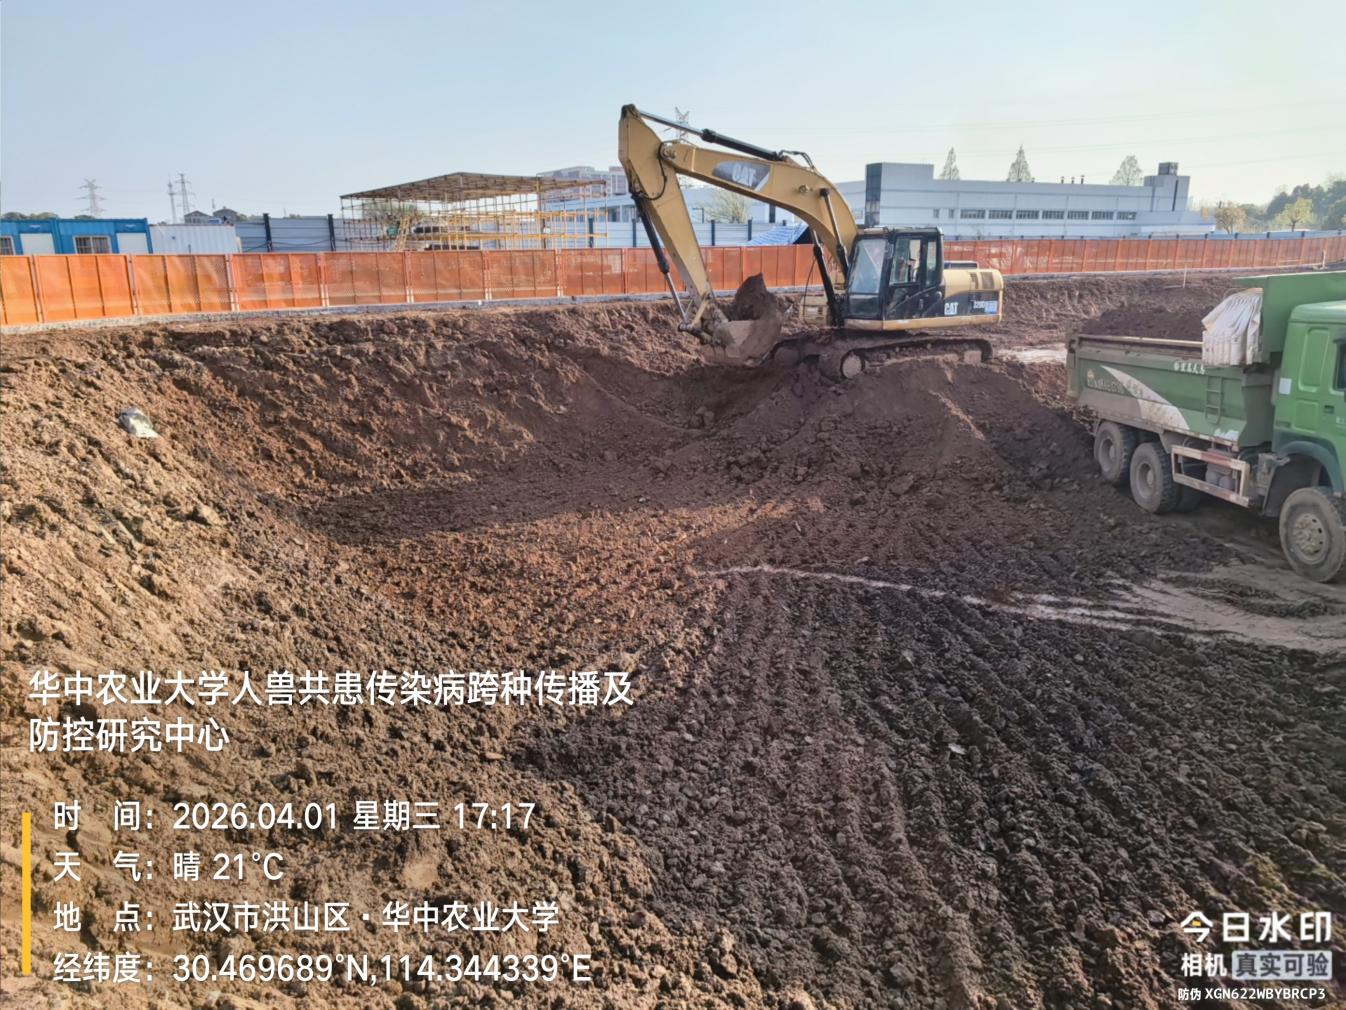 CAT
CAT
华中农业大学人兽共患传染病跨种传播及
防控研究中心
时 间：2026.04.01 星期三 17:17
天 气：晴 21℃
地 点：武汉市洪山区·华中农业大学
经纬度：30.469689°N,114.344339°E
今日水印
相机 真实可验
防伪 XGN622WBYBRCP3